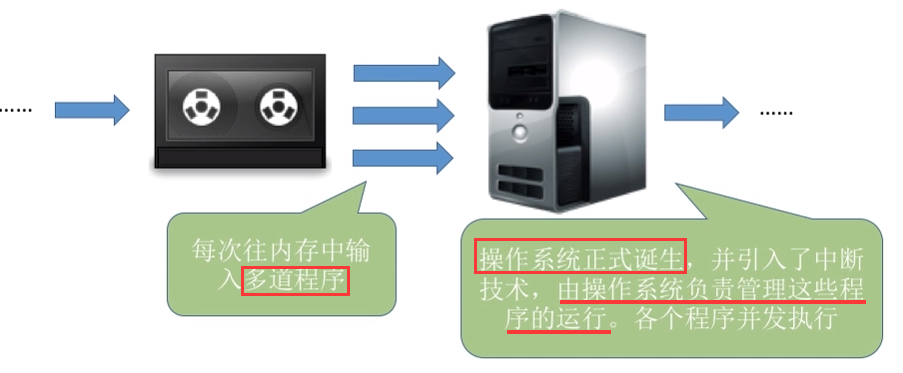 ......
......
每次往内存中输
入多道程序
操作系统正式诞生，并引入了中断
技术，由操作系统负责管理这些程
序的运行。各个程序并发执行